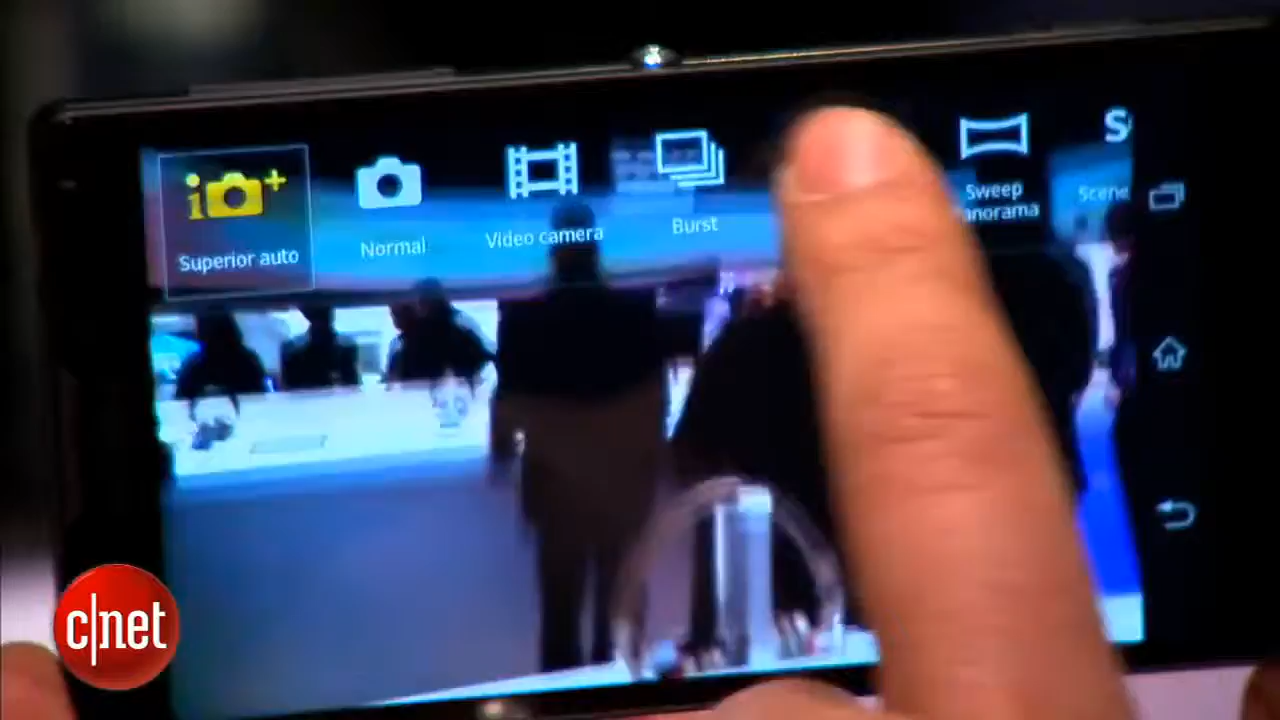 Superior auto
Normal
Video camera
Burst
Sweep
anorama
S
Scene
c|net